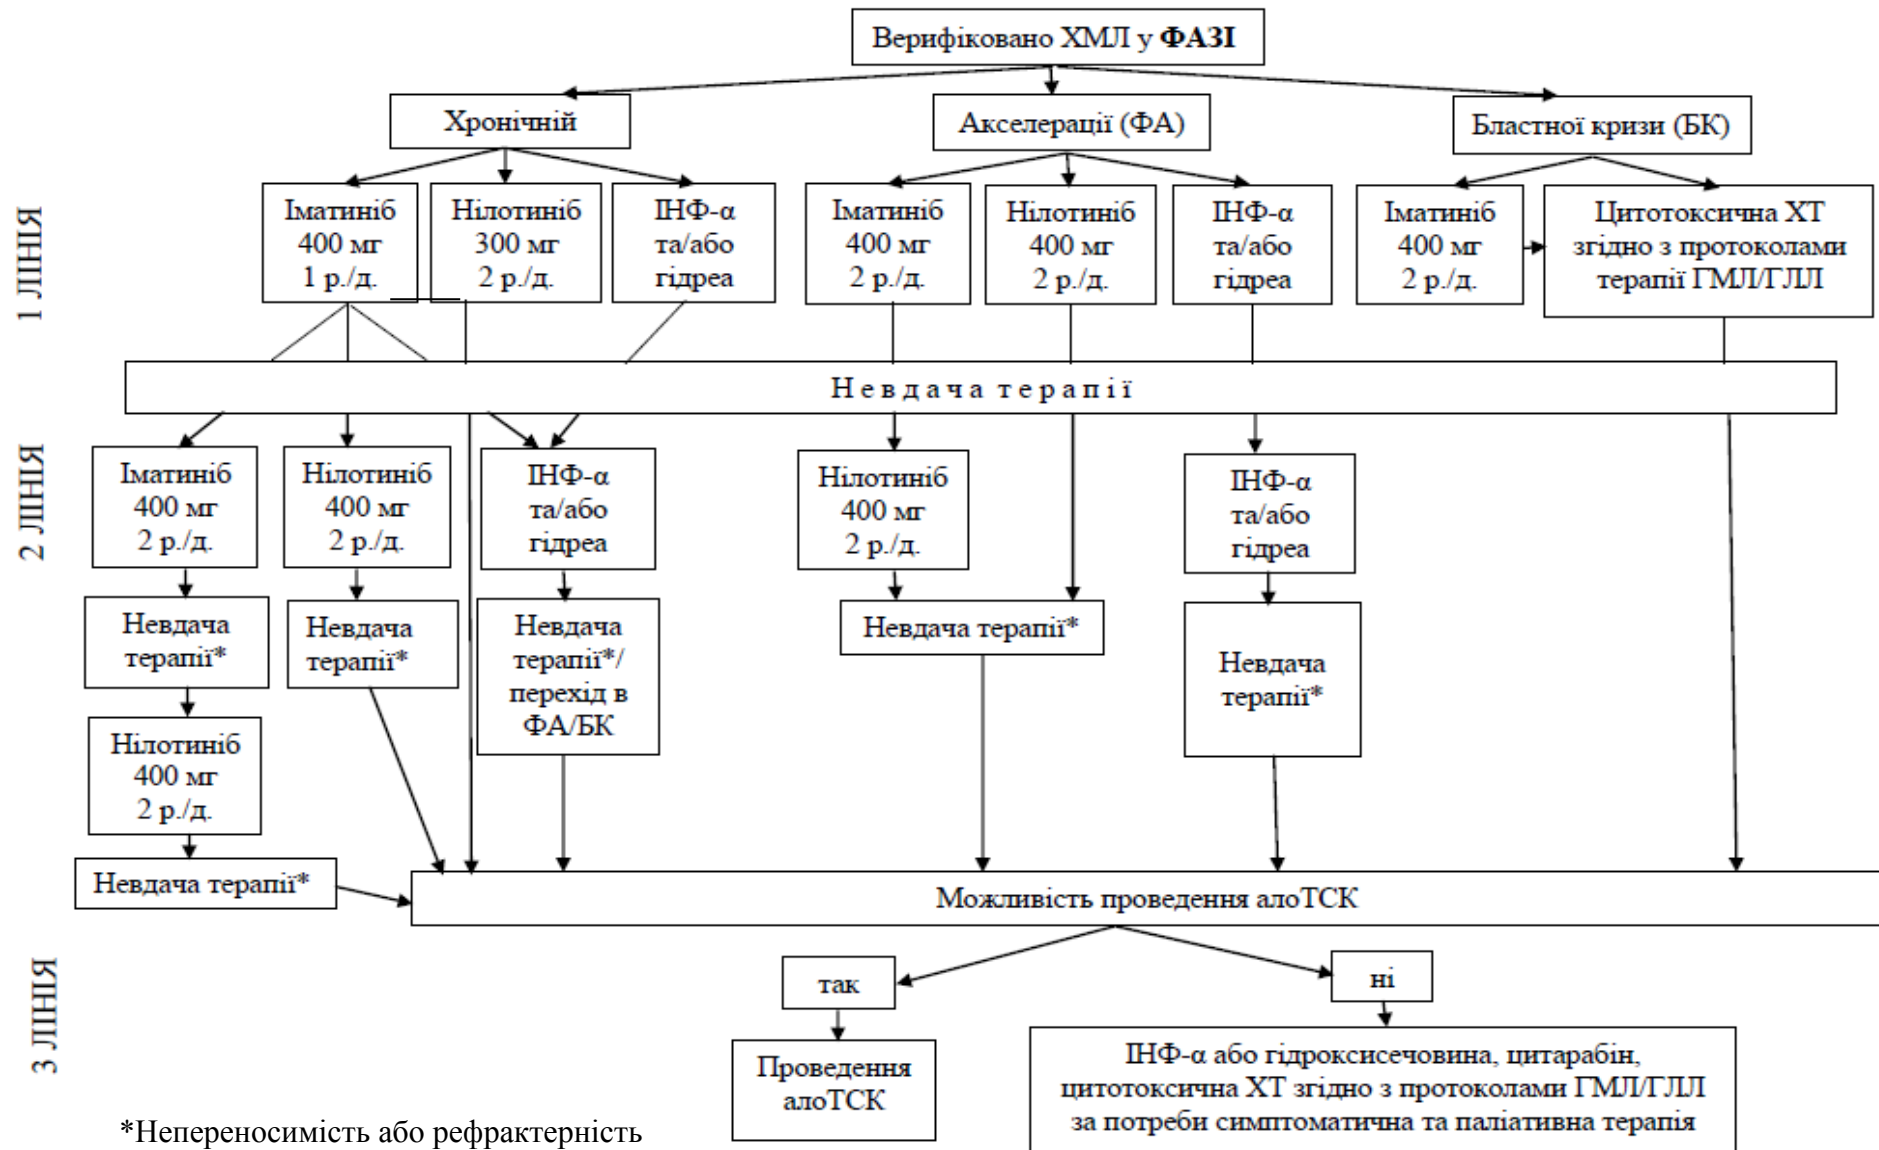 Верифіковано ХМЛ у ФАЗІ
Хронічній
Акселерації (ФА)
Бластної кризи (БК)
1 ЛІНІЯ
Іматиніб
400 мг
1 р./д.
Нілотиніб
300 мг
2 р./д.
ІНФ-α
та/або
гідреа
Іматиніб
400 мг
2 р./д.
Нілотиніб
400 мг
2 р./д.
ІНФ-α
та/або
гідреа
Іматиніб
400 мг
2 р./д.
Цитотоксична ХТ
згідно з протоколами
терапії ГМЛ/ГЛЛ
Невдача терапії
2 ЛІНІЯ
Іматиніб
400 мг
2 р./д.
Нілотиніб
400 мг
2 р./д.
ІНФ-α
та/або
гідреа
Нілотиніб
400 мг
2 р./д.
ІНФ-α
та/або
гідреа
Невдача
терапії*
Невдача
терапії*
Невдача
терапії*/
перехід в
ФА/БК
Невдача терапії*
Невдача
терапії*
Нілотиніб
400 мг
2 р./д.
Невдача терапії*
Можливість проведення алоТСК
3 ЛІНІЯ
так
ні
Проведення
алоТСК
ІНФ-α або гідроксисечовина, цитарабін,
цитотоксична ХТ згідно з протоколами ГМЛ/ГЛЛ
за потреби симптоматична та паліативна терапія
*Непереносимість або рефрактерність